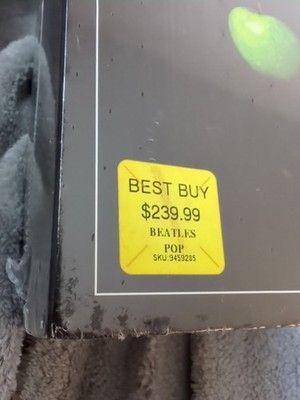 BEST BUY
$239.99
BEATLES
POP
SKU:9459285